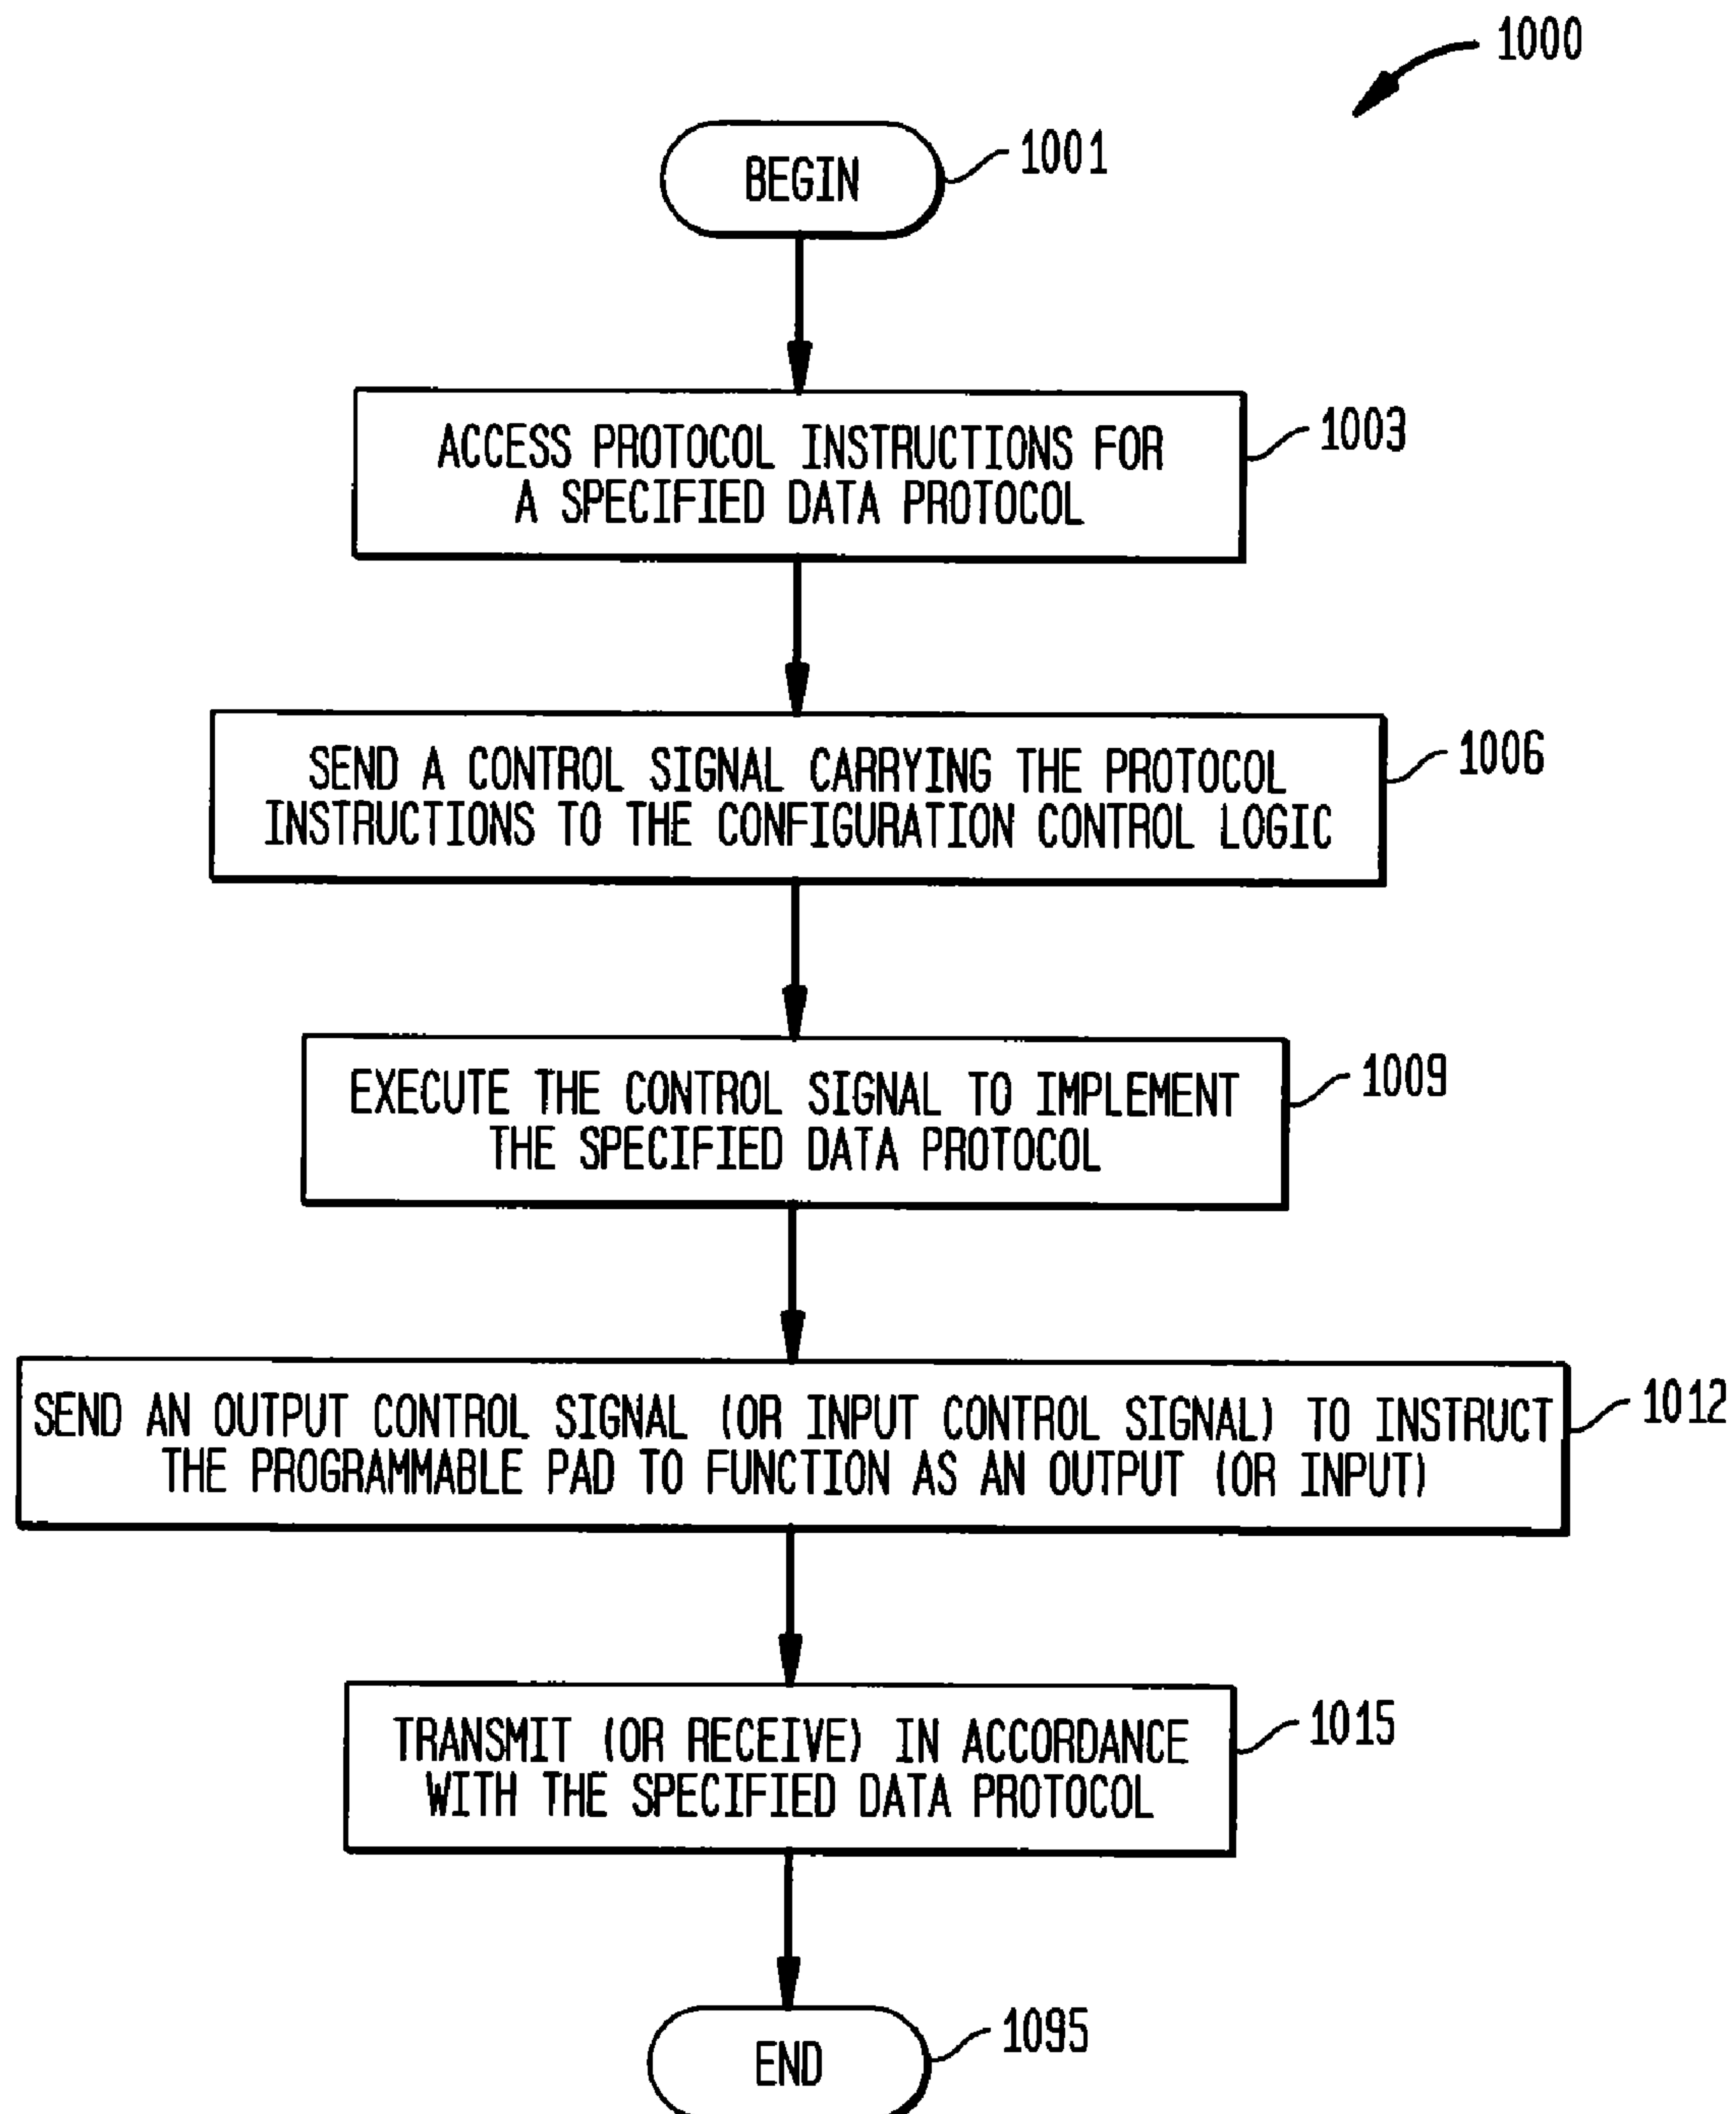 1000
BEGIN
1001
ACCESS PROTOCOL INSTRUCTIONS FOR
A SPECIFIED DATA PROTOCOL
1003
SEND A CONTROL SIGNAL CARRYING THE PROTOCOL
INSTRUCTIONS TO THE CONFIGURATION CONTROL LOGIC
1006
EXECUTE THE CONTROL SIGNAL TO IMPLEMENT
THE SPECIFIED DATA PROTOCOL
1009
SEND AN OUTPUT CONTROL SIGNAL (OR INPUT CONTROL SIGNAL) TO INSTRUCT
THE PROGRAMMABLE PAD TO FUNCTION AS AN OUTPUT (OR INPUT)
1012
TRANSMIT (OR RECEIVE) IN ACCORDANCE
WITH THE SPECIFIED DATA PROTOCOL
1015
END
1095